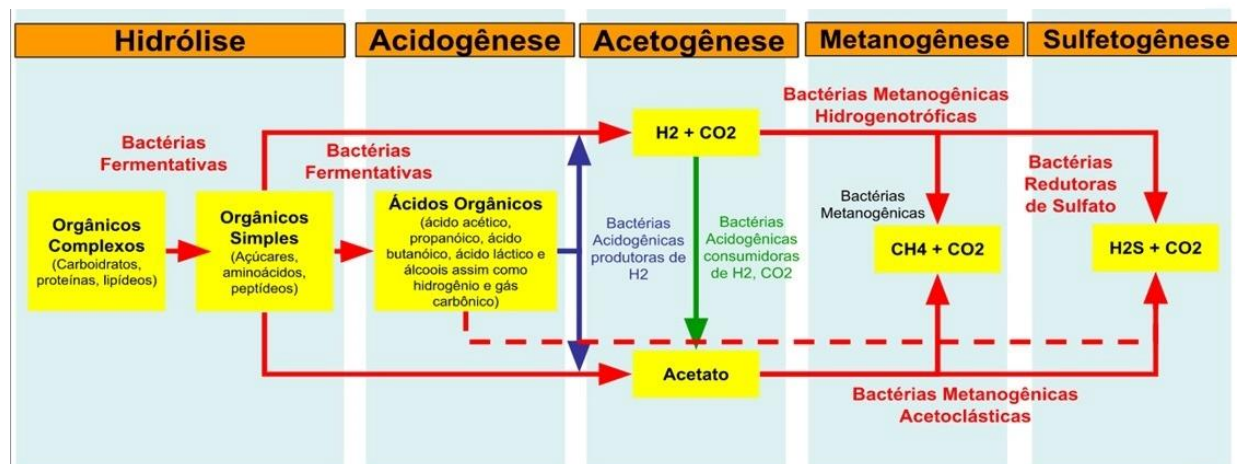 Hidrólise
Acidogênese
Acetogênese
Metanogênese
Sulfetogênese
Bactérias
Fermentativas
Orgânicos
Complexos
(Carboidratos,
proteínas, lipídeos)
Orgânicos
Simples
(Açúcares,
aminoácidos,
peptídeos)
Bactérias
Fermentativas
Ácidos Orgânicos
(ácido acético,
propanóico, ácido
butanóico, ácido láctico e
álcoois assim como
hidrogênio e gás
carbônico)
Bactérias
Acidogênicas
produtoras de
H2
H2 + CO2
Bactérias
Acidogênicas
consumidoras
de H2, CO2
Acetato
Bactérias Metanogênicas
Hidrogenotróficas
Bactérias
Metanogênicas
CH4 + CO2
Bactérias
Redutoras
de Sulfato
H2S + CO2
Bactérias Metanogênicas
Acetoclásticas